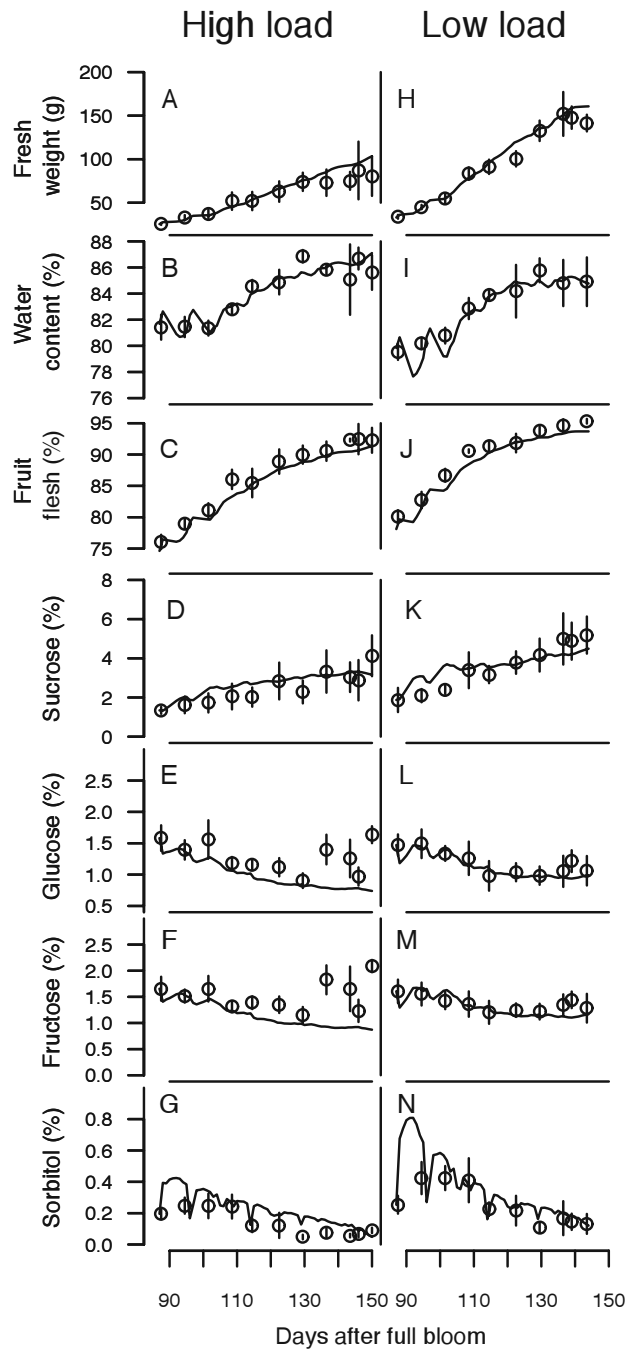 High load
Low load
Fresh
weight (g)
200
150
100
50
A
H
Water
content (%)
88
86
84
82
80
78
76
B
I
Fruit
flesh (%)
95
90
85
80
75
C
J
Sucrose (%)
8
6
4
2
0
D
K
Glucose (%)
2.5
2.0
1.5
1.0
0.5
E
L
Fructose (%)
2.5
2.0
1.5
1.0
0.5
0.0
F
M
Sorbitol (%)
0.8
0.6
0.4
0.2
0.0
G
N
90 110 130 150 90 110 130 150
Days after full bloom